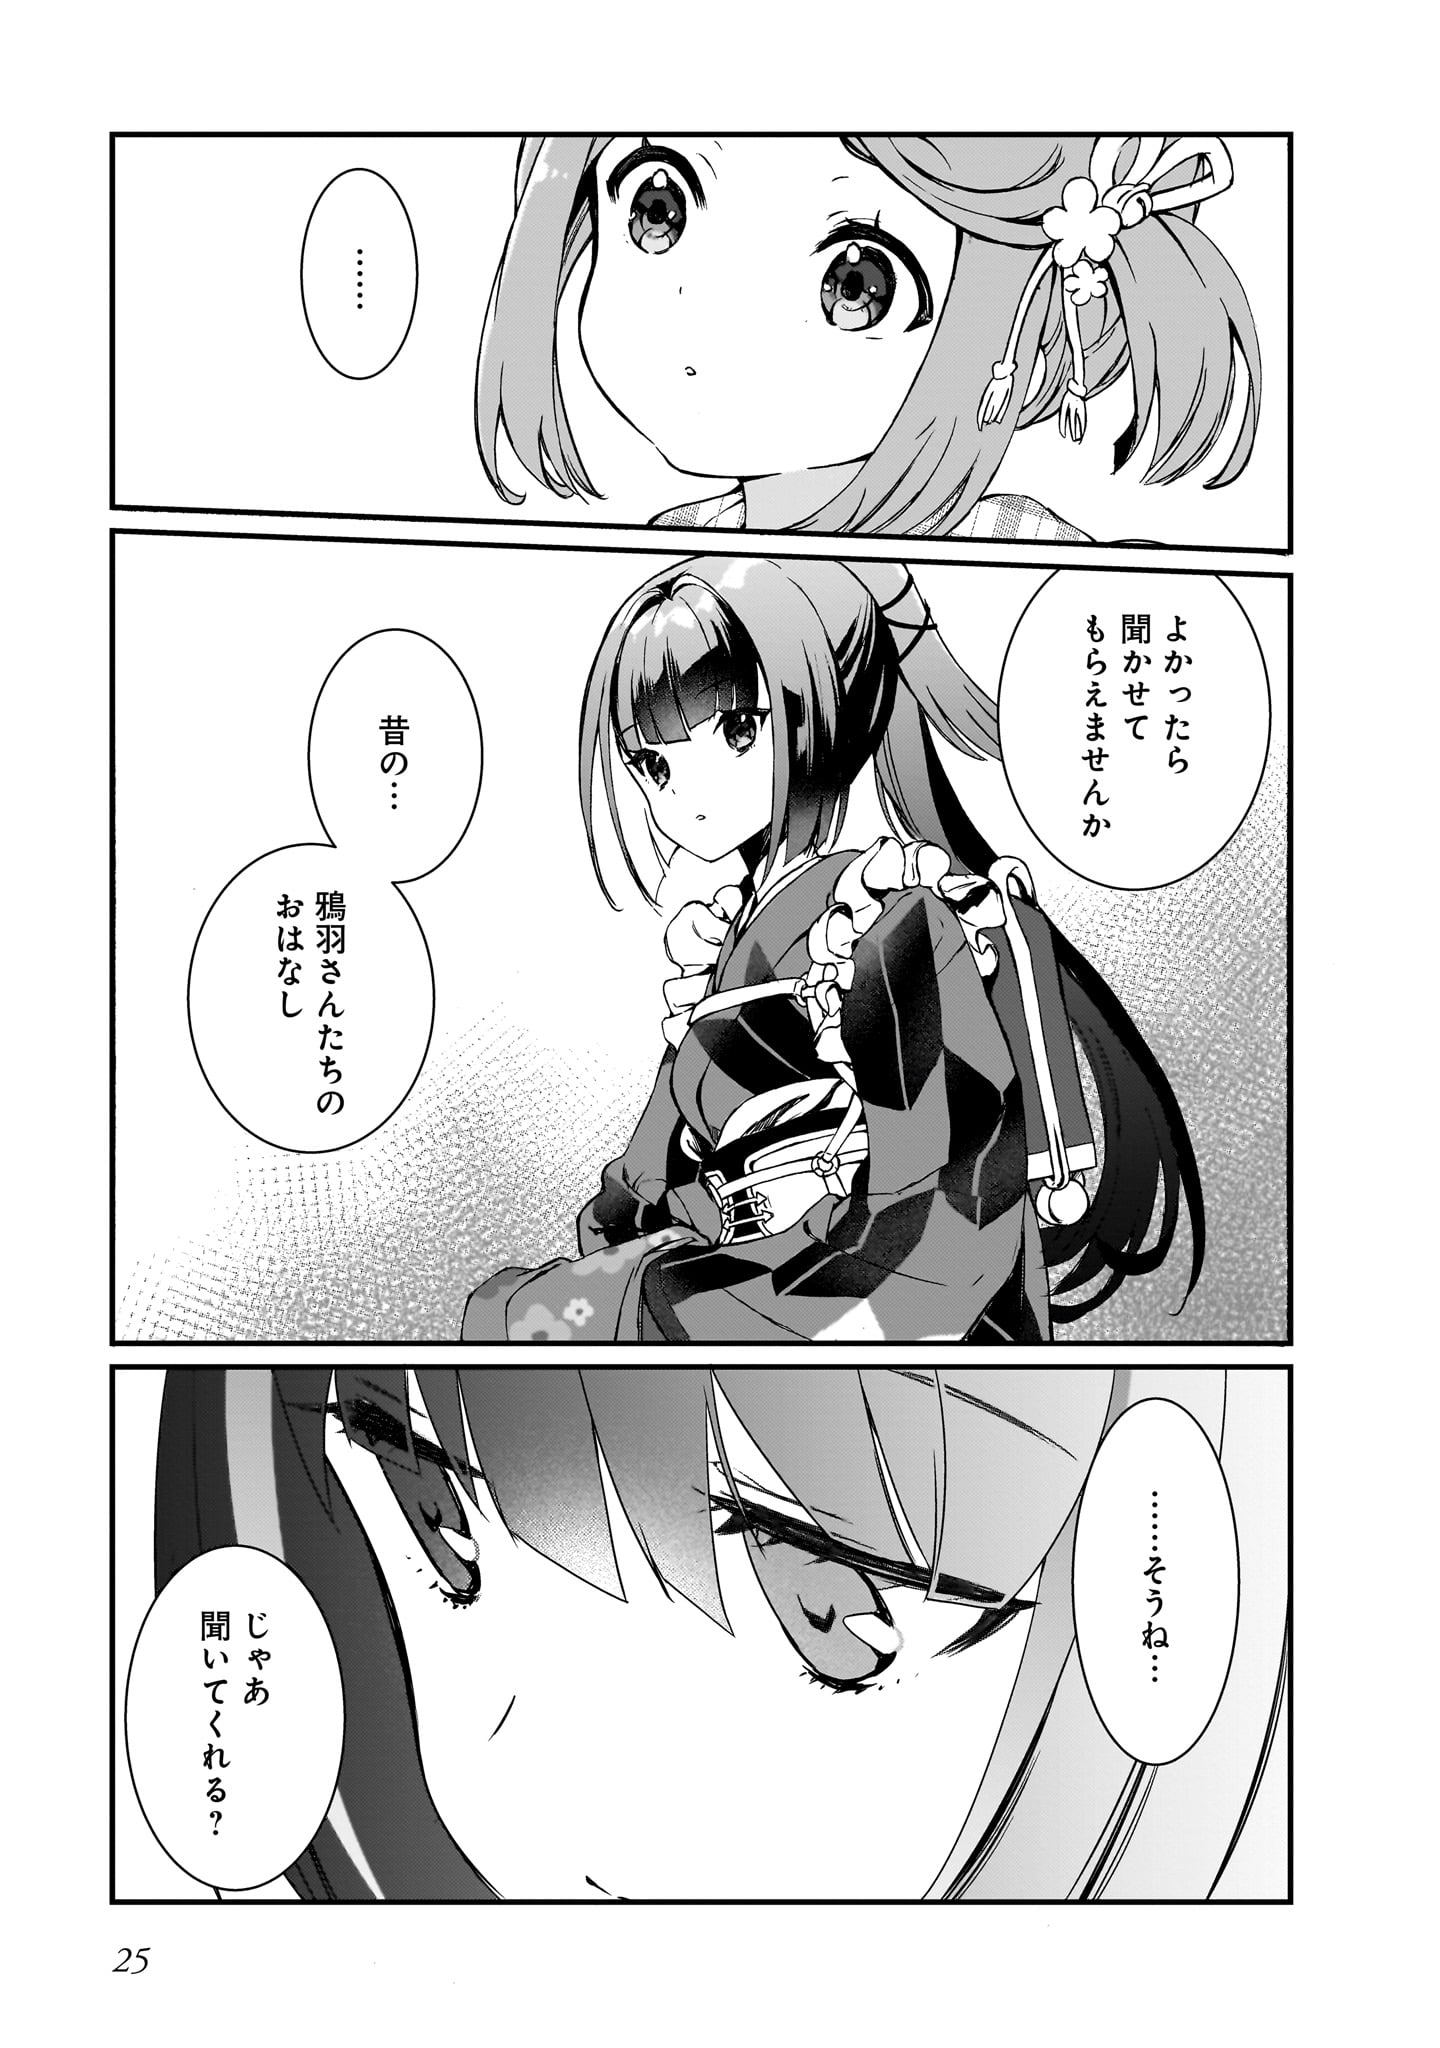 ……
よかったら
聞かせて
もらえませんか
昔の…
鴉羽さんたちの
おはなし
……そうね…
じゃあ
聞いてくれる?
25